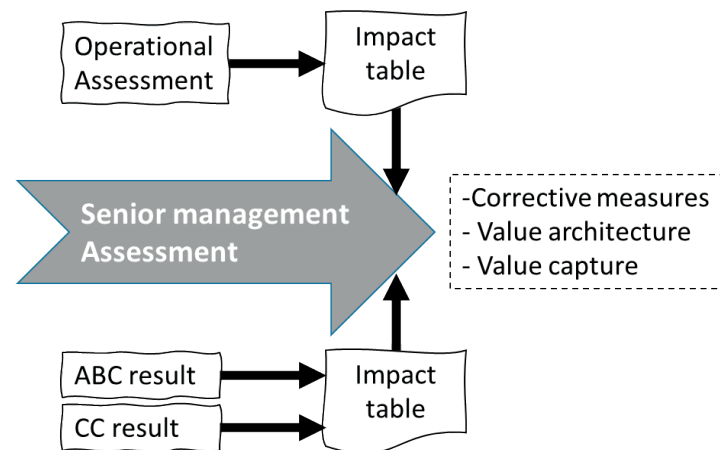 Operational
Assessment
Impact
table
Senior management
Assessment
-Corrective measures
- Value architecture
- Value capture
ABC result
CC result
Impact
table